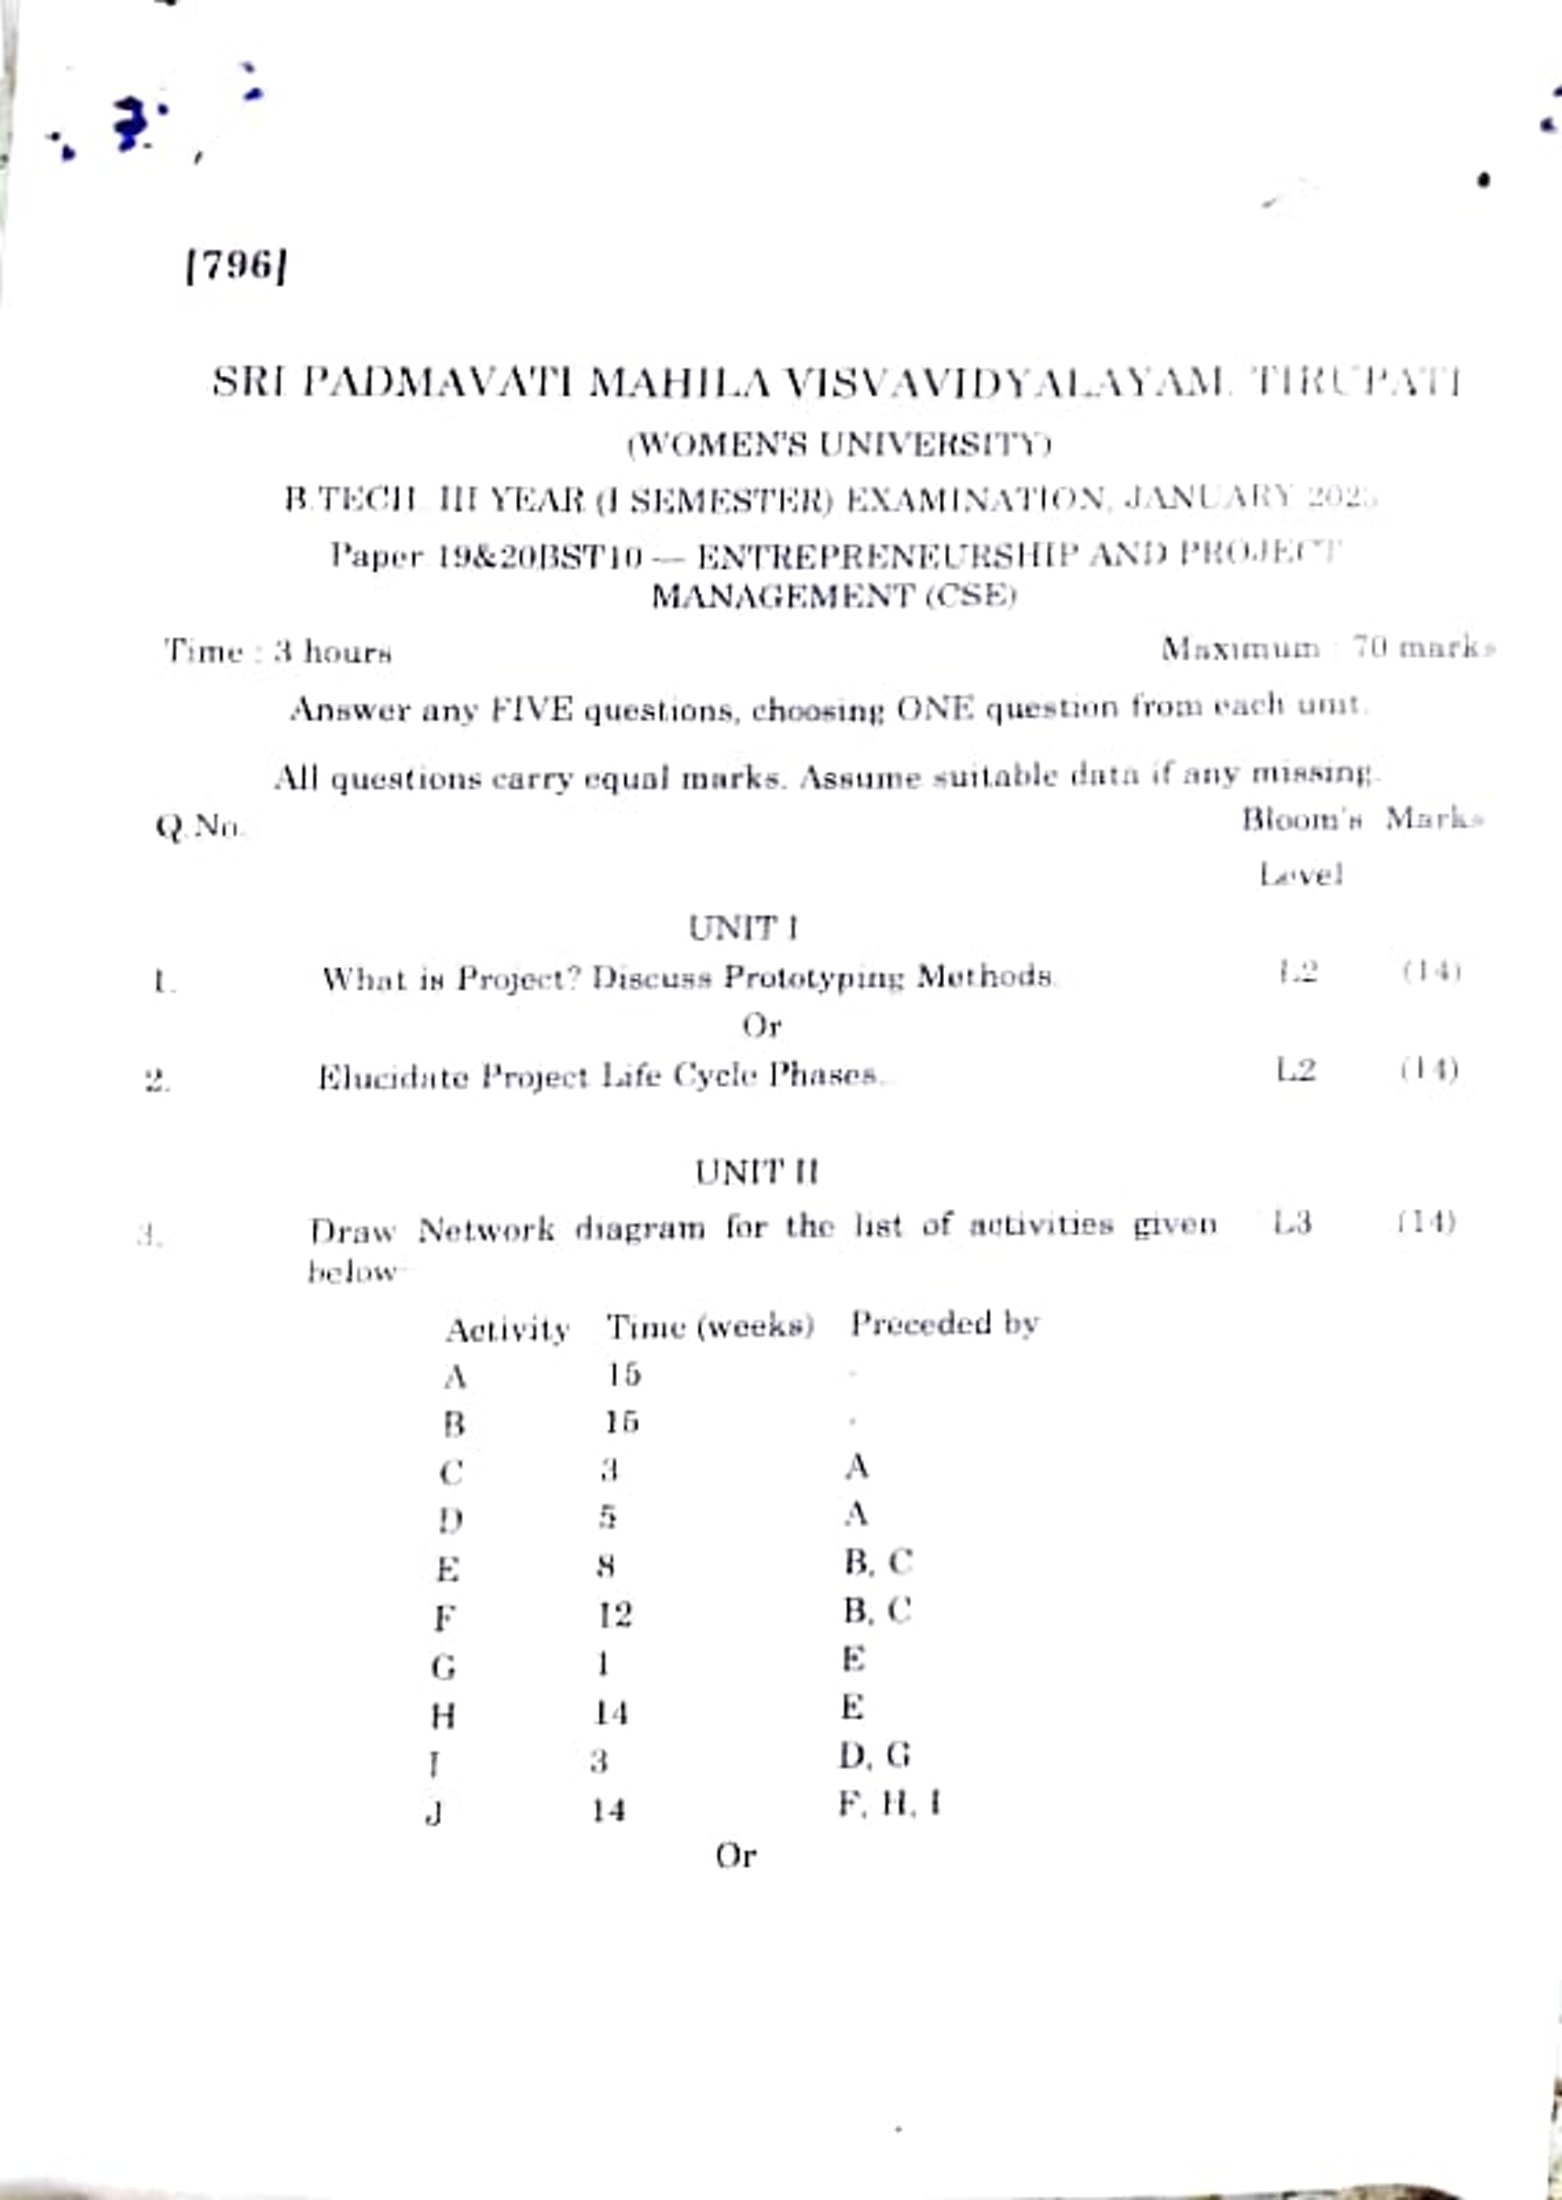 [796]
SRI PADMAVATI MAHILA VISVAVIDYALAYAM, TIRUPATI
(WOMEN'S UNIVERSITY)
B.TECH. III YEAR (I SEMESTER) EXAMINATION, JANUARY
Paper 19&20BST10 — ENTREPRENEURSHIP AND PROJECT
MANAGEMENT (CSE)
Time : 3 hours Maximum : 70 marks
Answer any FIVE questions, choosing ONE question from each unit.
All questions carry equal marks. Assume suitable data if any missing.
Q.No. Bloom's Marks
Level
UNIT I
1. What is Project? Discuss Prototyping Methods. L2 (14)
Or
2. Elucidate Project Life Cycle Phases. L2 (14)
UNIT II
3. Draw Network diagram for the list of activities given L3 (14)
below
Activity Time (weeks) Preceded by
A 15 -
B 15 -
C 3 A
D 5 A
E 8 B, C
F 12 B, C
G 1 E
H 14 E
I 3 D, G
J 14 F, H, I
Or